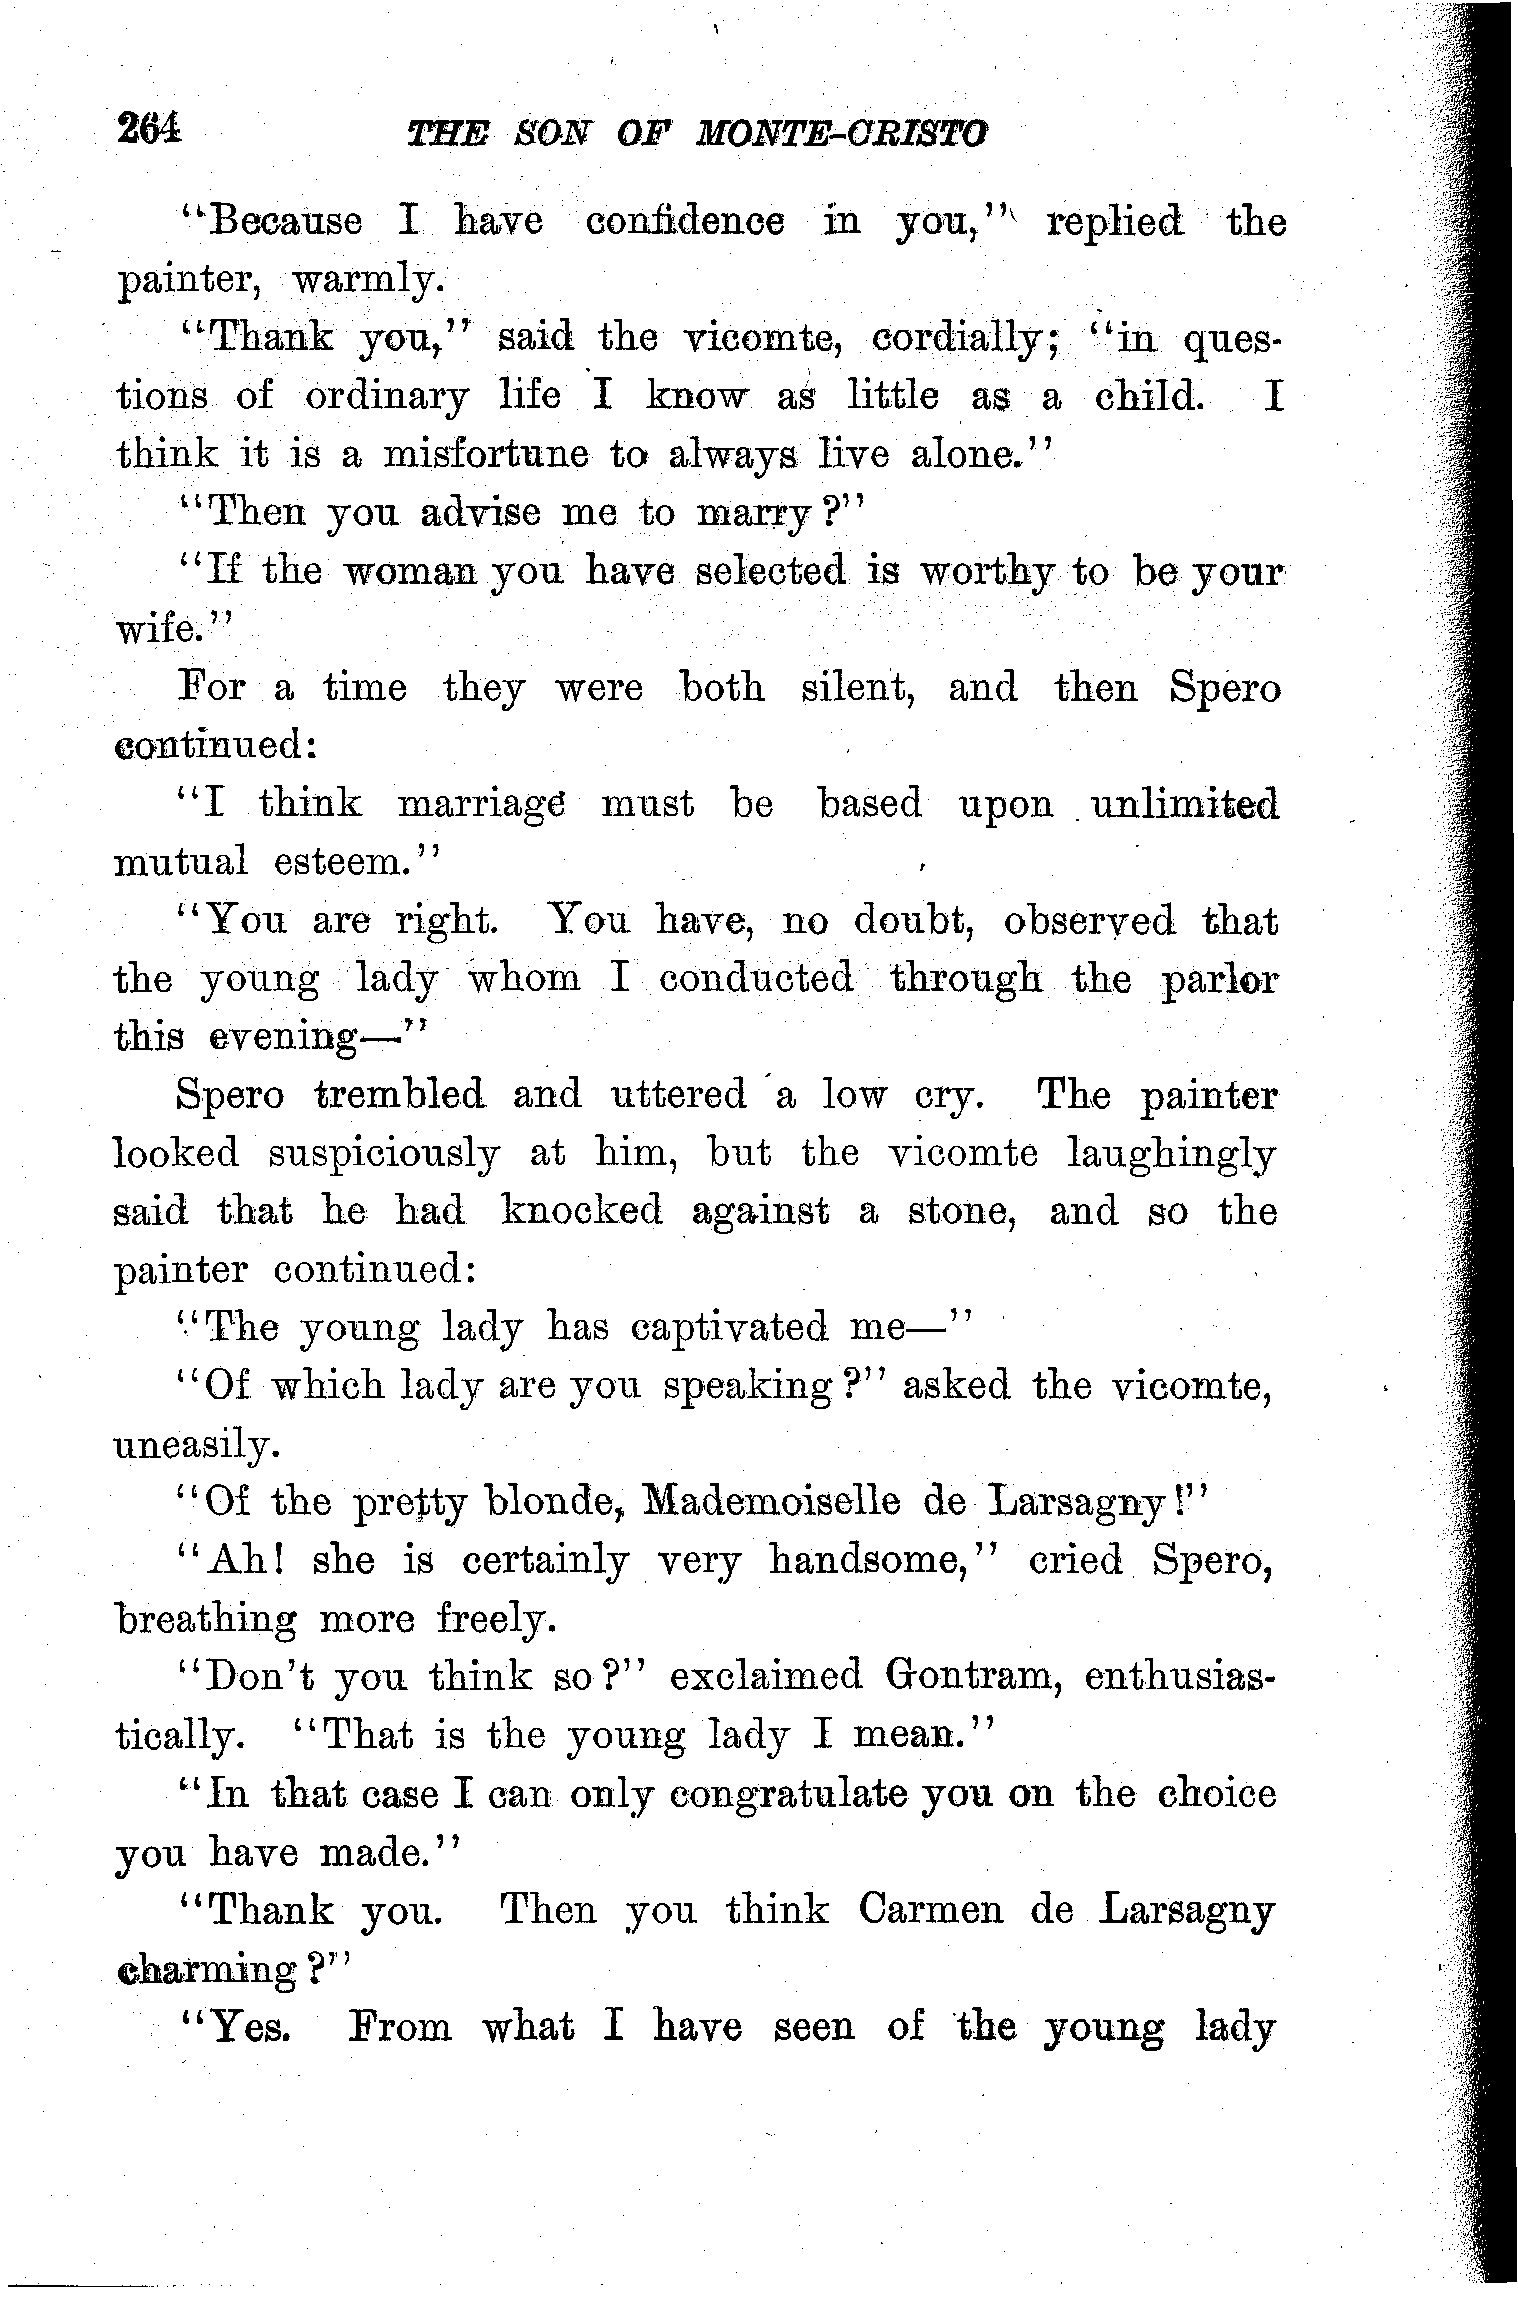 264 THE SON OF MONTE-CRISTO
"Because I have confidence in you," replied the
painter, warmly.
"Thank you," said the vicomte, cordially; "in ques-
tions of ordinary life I know as little as a child. I
think it is a misfortune to always live alone."
"Then you advise me to marry?"
"If the woman you have selected is worthy to be your
wife."
For a time they were both silent, and then Spero
continued:
"I think marriage must be based upon unlimited
mutual esteem."
"You are right. You have, no doubt, observed that
the young lady whom I conducted through the parlor
this evening—"
Spero trembled and uttered a low cry. The painter
looked suspiciously at him, but the vicomte laughingly
said that he had knocked against a stone, and so the
painter continued:
"The young lady has captivated me—"
"Of which lady are you speaking?" asked the vicomte,
uneasily.
"Of the pretty blonde, Mademoiselle de Larsagny!"
"Ah! she is certainly very handsome," cried Spero,
breathing more freely.
"Don't you think so?" exclaimed Gontram, enthusias-
tically. "That is the young lady I mean."
"In that case I can only congratulate you on the choice
you have made."
"Thank you. Then you think Carmen de Larsagny
charming?"
"Yes. From what I have seen of the young lady